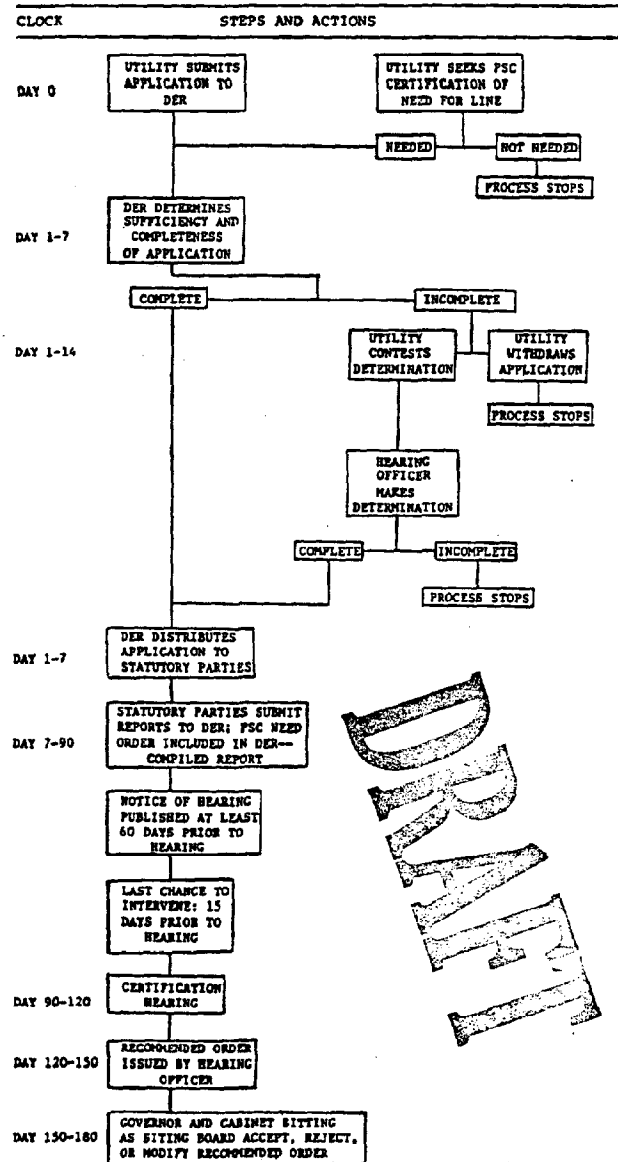 CLOCK STEPS AND ACTIONS
DAY 0
UTILITY SUBMITS
APPLICATION TO
DER
UTILITY SEEKS PSC
CERTIFICATION OF
NEED FOR LINE
NEEDED
NOT NEEDED
PROCESS STOPS
DAY 1-7
DER DETERMINES
SUFFICIENCY AND
COMPLETENESS
OF APPLICATION
COMPLETE
INCOMPLETE
DAY 1-14
UTILITY
CONTESTS
DETERMINATION
UTILITY
WITHDRAWS
APPLICATION
PROCESS STOPS
HEARING
OFFICER
MAKES
DETERMINATION
COMPLETE
INCOMPLETE
PROCESS STOPS
DAY 1-7
DER DISTRIBUTES
APPLICATION TO
STATUTORY PARTIES
DAY 7-90
STATUTORY PARTIES SUBMIT
REPORTS TO DER; PSC NEED
ORDER INCLUDED IN DER--
COMPILED REPORT
NOTICE OF HEARING
PUBLISHED AT LEAST
60 DAYS PRIOR TO
HEARING
LAST CHANCE TO
INTERVENE: 15
DAYS PRIOR TO
HEARING
DAY 90-120
CERTIFICATION
HEARING
DAY 120-150
RECOMMENDED ORDER
ISSUED BY HEARING
OFFICER
DAY 150-180
GOVERNOR AND CABINET SITTING
AS SITING BOARD ACCEPT, REJECT,
OR MODIFY RECOMMENDED ORDER
DRAFT